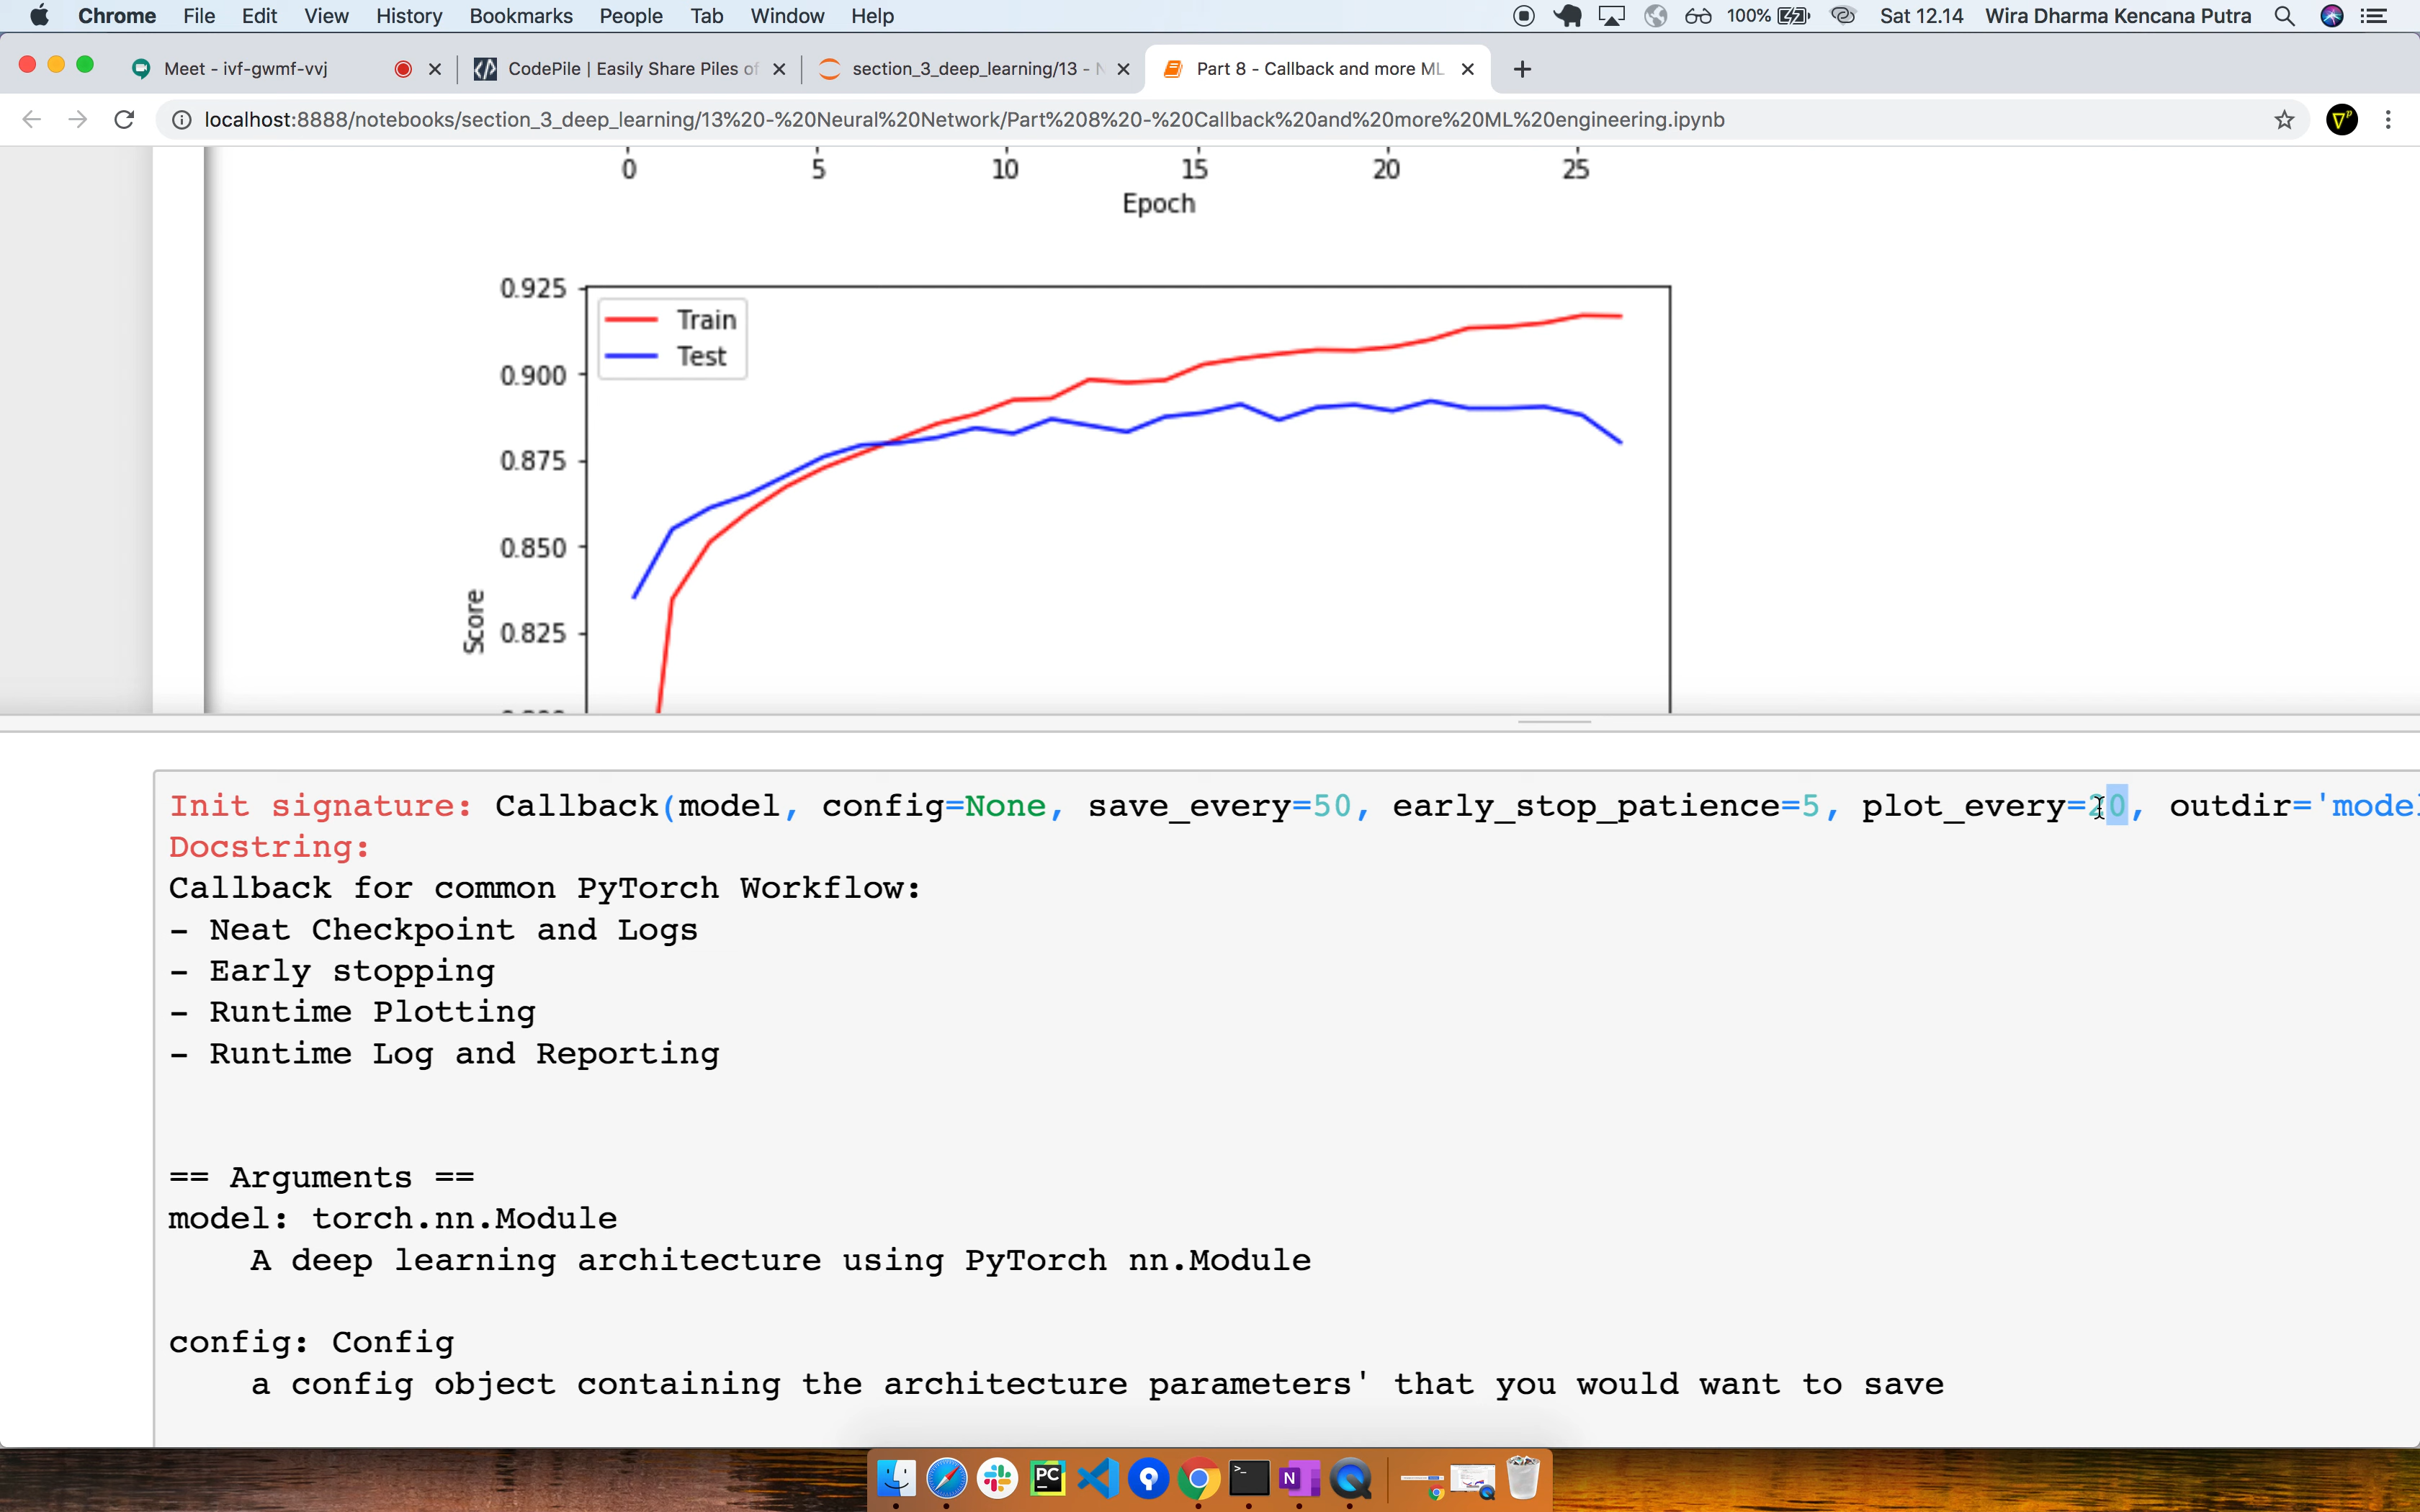 Chrome File Edit View History Bookmarks People Tab Window Help 100% Sat 12.14 Wira Dharma Kencana Putra
Meet - ivf-gwmf-vvj CodePile | Easily Share Piles of section_3_deep_learning/13 - Part 8 - Callback and more ML
localhost:8888/notebooks/section_3_deep_learning/13%20-%20Neural%20Network/Part%208%20-%20Callback%20and%20more%20ML%20engineering.ipynb
0 5 10 15 20 25
Epoch
0.925
Train
Test
0.900
0.875
0.850
0.825
Score
Init signature: Callback(model, config=None, save_every=50, early_stop_patience=5, plot_every=20, outdir='model
Docstring:
Callback for common PyTorch Workflow:
- Neat Checkpoint and Logs
- Early stopping
- Runtime Plotting
- Runtime Log and Reporting
== Arguments ==
model: torch.nn.Module
A deep learning architecture using PyTorch nn.Module
config: Config
a config object containing the architecture parameters' that you would want to save
PC
N